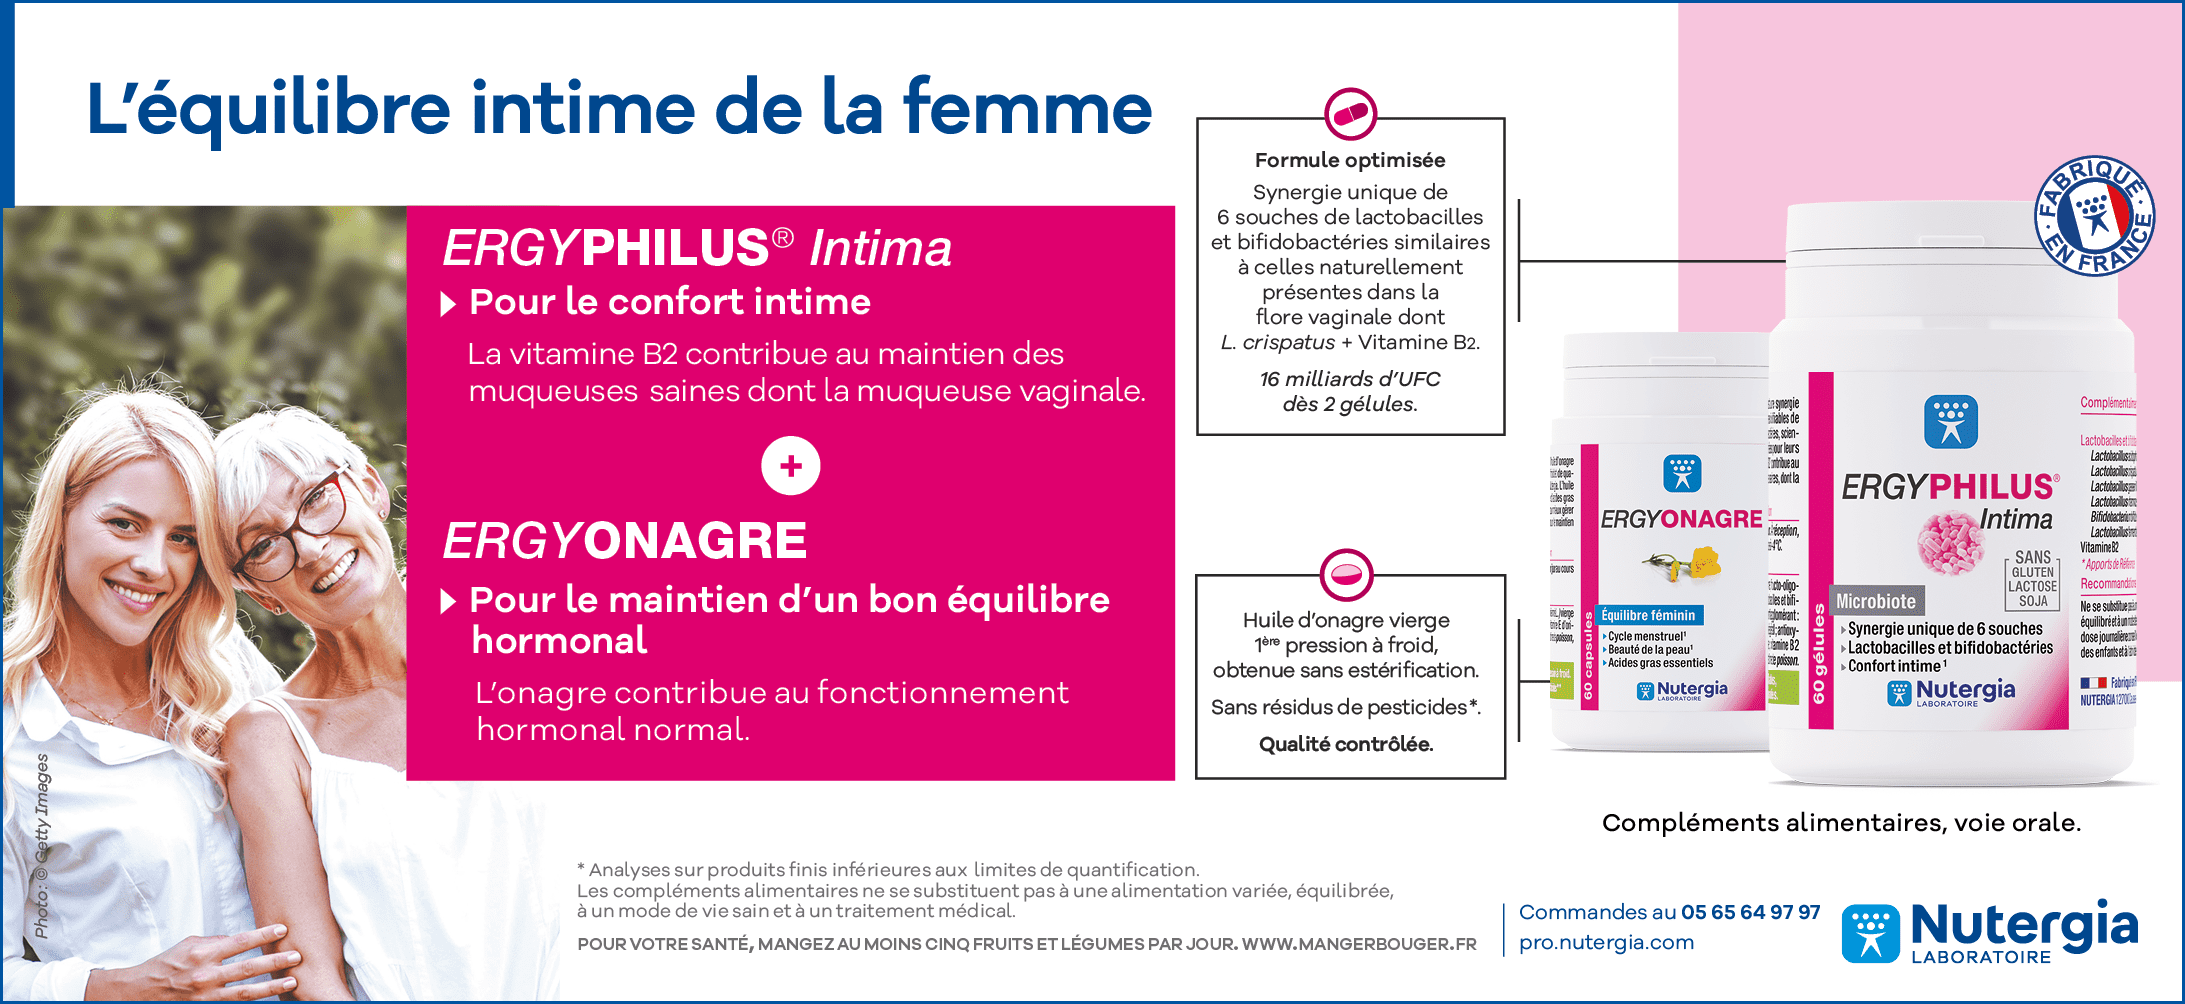 L'équilibre intime de la femme
ERGYPHILUS® Intima
Pour le confort intime
La vitamine B2 contribue au maintien des
muqueuses saines dont la muqueuse vaginale.
+
ERGYONAGRE
Pour le maintien d'un bon équilibre
hormonal
L'onagre contribue au fonctionnement
hormonal normal.
Formule optimisée
Synergie unique de
6 souches de lactobacilles
et bifidobactéries similaires
à celles naturellement
présentes dans la
flore vaginale dont
L. crispatus + Vitamine B2.
16 milliards d'UFC
dès 2 gélules.
Huile d'onagre vierge
1ère pression à froid,
obtenue sans estérification.
Sans résidus de pesticides*.
Qualité contrôlée.
FABRIQUÉ
EN FRANCE
ERGYONAGRE
Équilibre féminin
Cycle menstruel¹
Beauté de la peau¹
Acides gras essentiels
60 capsules
Nutergia
LABORATOIRE
ERGYPHILUS®
Intima
SANS
GLUTEN
LACTOSE
SOJA
Microbiote
Synergie unique de 6 souches
Lactobacilles et bifidobactéries
Confort intime¹
60 gélules
Nutergia
LABORATOIRE
Vitamine B2
Compléments alimentaires, voie orale.
Photo : © Getty Images
* Analyses sur produits finis inférieures aux limites de quantification.
Les compléments alimentaires ne se substituent pas à une alimentation variée, équilibrée,
à un mode de vie sain et à un traitement médical.
POUR VOTRE SANTÉ, MANGEZ AU MOINS CINQ FRUITS ET LÉGUMES PAR JOUR. WWW.MANGERBOUGER.FR
Commandes au 05 65 64 97 97
pro.nutergia.com
Nutergia
LABORATOIRE